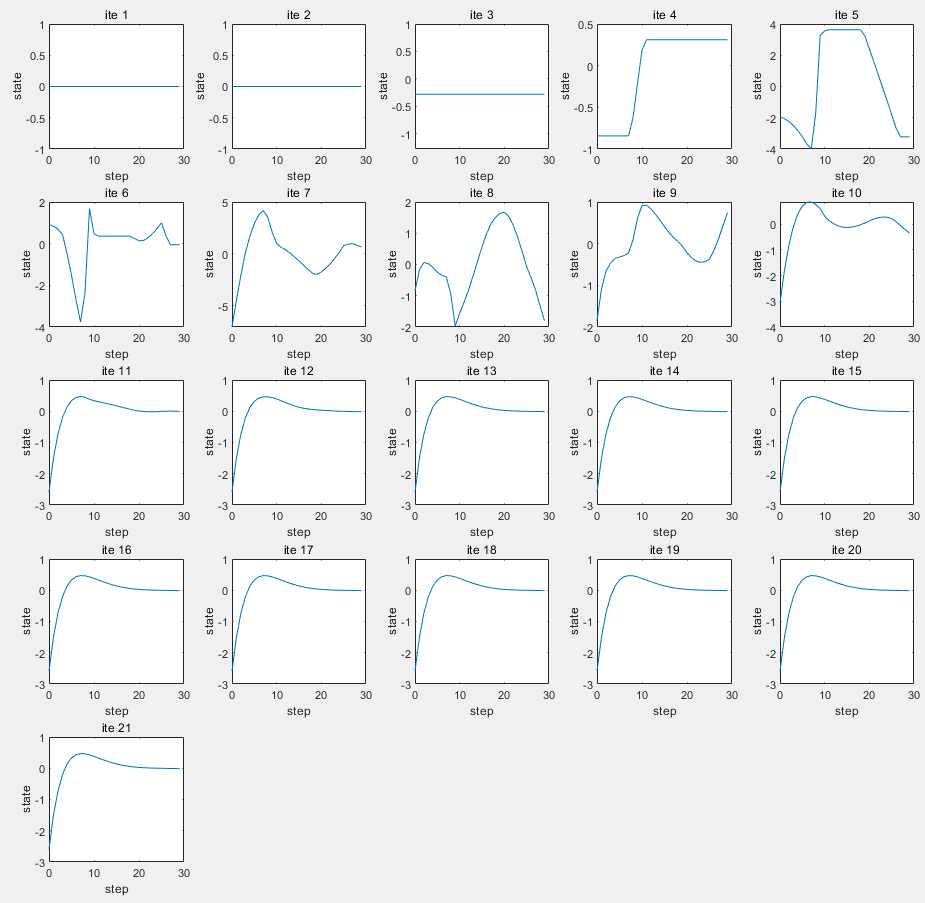 ite 1 ite 2 ite 3 ite 4 ite 5
1 1 1 0.5 4
0.5 0.5 0.5 0 2
state state state state state
0 0 0 0
-0.5 -0.5 -0.5 -0.5 -2
-1 -1 -1 -1 -4
0 10 20 30 0 10 20 30 0 10 20 30 0 10 20 30 0 10 20 30
step step step step step
ite 6 ite 7 ite 8 ite 9 ite 10
2 5 2 2
1 1 0
0 0 0 0 -1
state state state state state
-2 -5 -1 -1 -2
-3
-4 -2 -2 -4
0 10 20 30 0 10 20 30 0 10 20 30 0 10 20 30 0 10 20 30
step step step step step
ite 11 ite 12 ite 13 ite 14 ite 15
1 1 1 1 1
0 0 0 0 0
state state state state state
-1 -1 -1 -1 -1
-2 -2 -2 -2 -2
-3 -3 -3 -3 -3
0 10 20 30 0 10 20 30 0 10 20 30 0 10 20 30 0 10 20 30
step step step step step
ite 16 ite 17 ite 18 ite 19 ite 20
1 1 1 1 1
0 0 0 0 0
state state state state state
-1 -1 -1 -1 -1
-2 -2 -2 -2 -2
-3 -3 -3 -3 -3
0 10 20 30 0 10 20 30 0 10 20 30 0 10 20 30 0 10 20 30
step step step step step
ite 21
1
0
state
-1
-2
-3
0 10 20 30
step